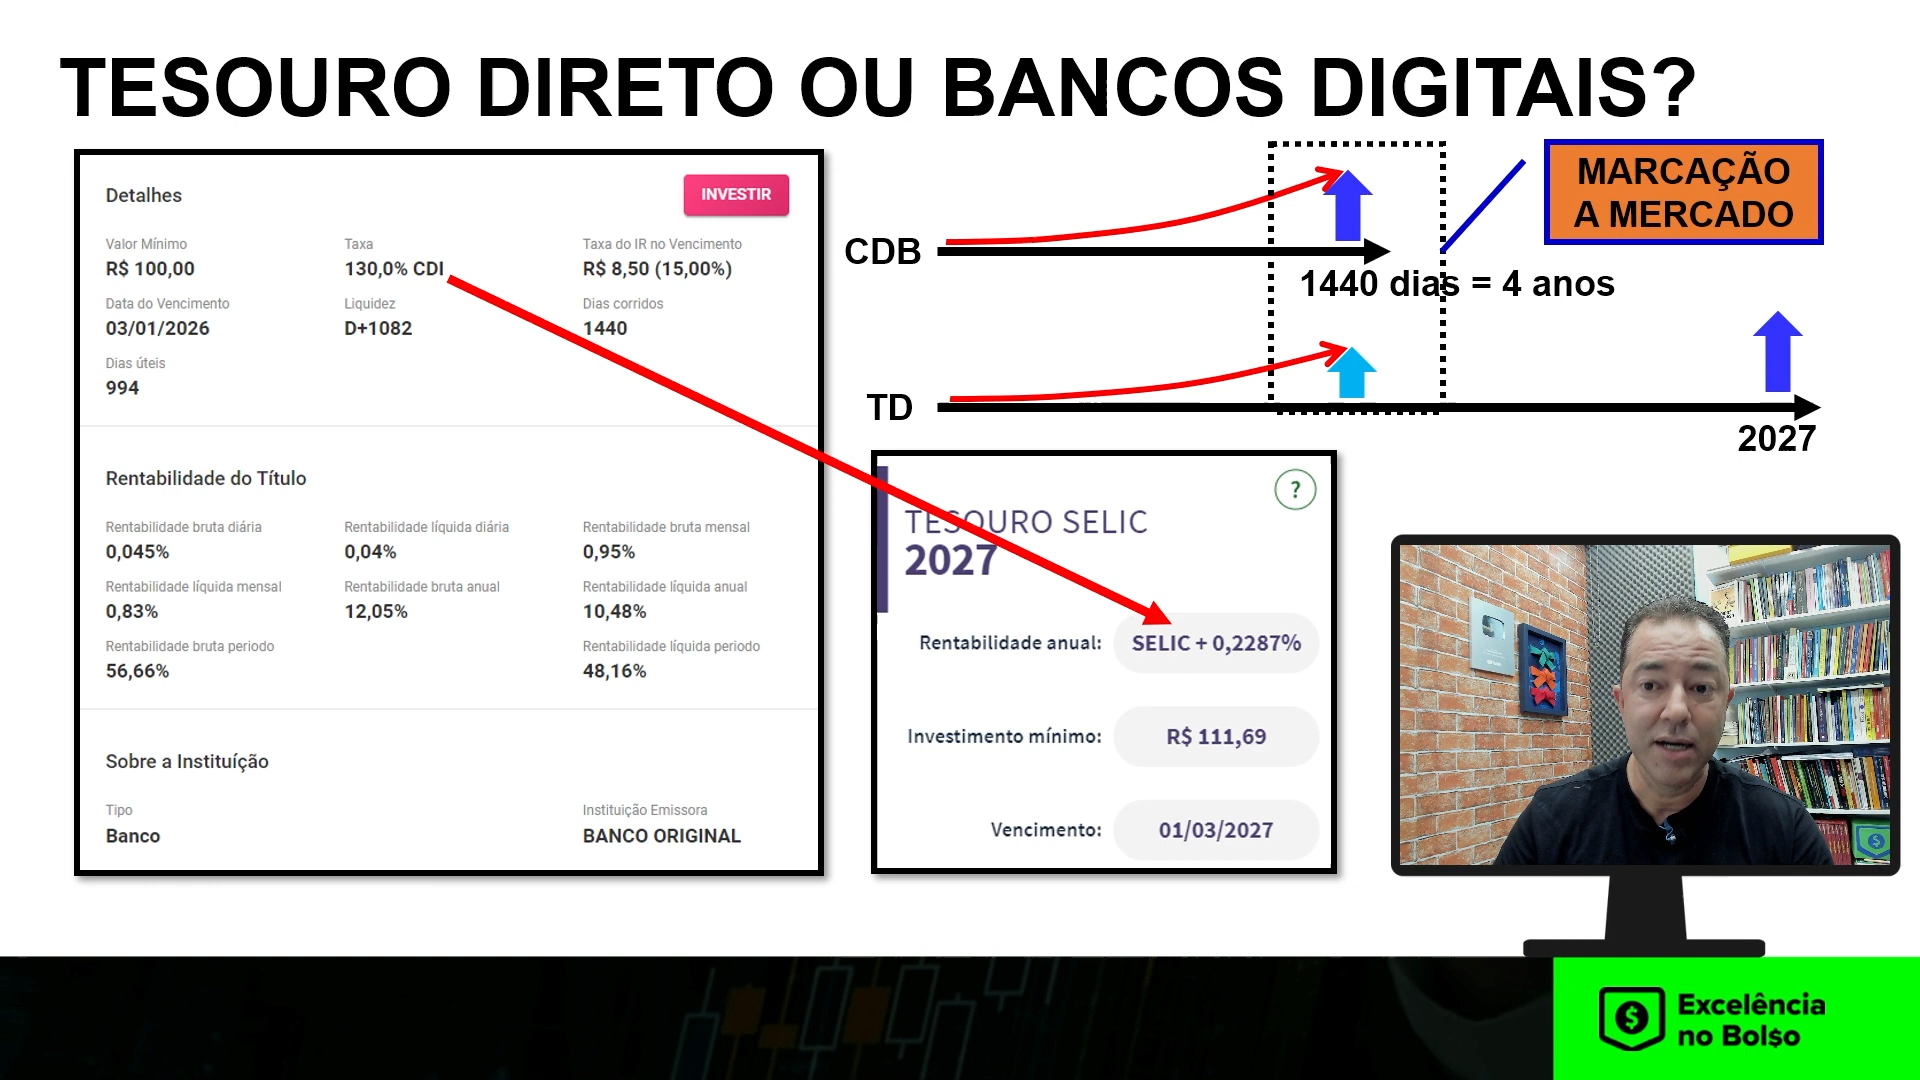 TESOURO DIRETO OU BANCOS DIGITAIS?
Detalhes
INVESTIR
Valor Mínimo
R$ 100,00
Taxa
130,0% CDI
Taxa do IR no Vencimento
R$ 8,50 (15,00%)
Data do Vencimento
03/01/2026
Liquidez
D+1082
Dias corridos
1440
Dias úteis
994
Rentabilidade do Título
Rentabilidade bruta diária
0,045%
Rentabilidade líquida diária
0,04%
Rentabilidade bruta mensal
0,95%
Rentabilidade líquida mensal
0,83%
Rentabilidade bruta anual
12,05%
Rentabilidade líquida anual
10,48%
Rentabilidade bruta periodo
56,66%
Rentabilidade líquida periodo
48,16%
Sobre a Instituíção
Tipo
Banco
Instituição Emissora
BANCO ORIGINAL
MARCAÇÃO
A MERCADO
CDB
1440 dias = 4 anos
TD
2027
?
TESOURO SELIC
2027
Rentabilidade anual:
SELIC + 0,2287%
Investimento mínimo:
R$ 111,69
Vencimento:
01/03/2027
$
Excelência
no Bol$o